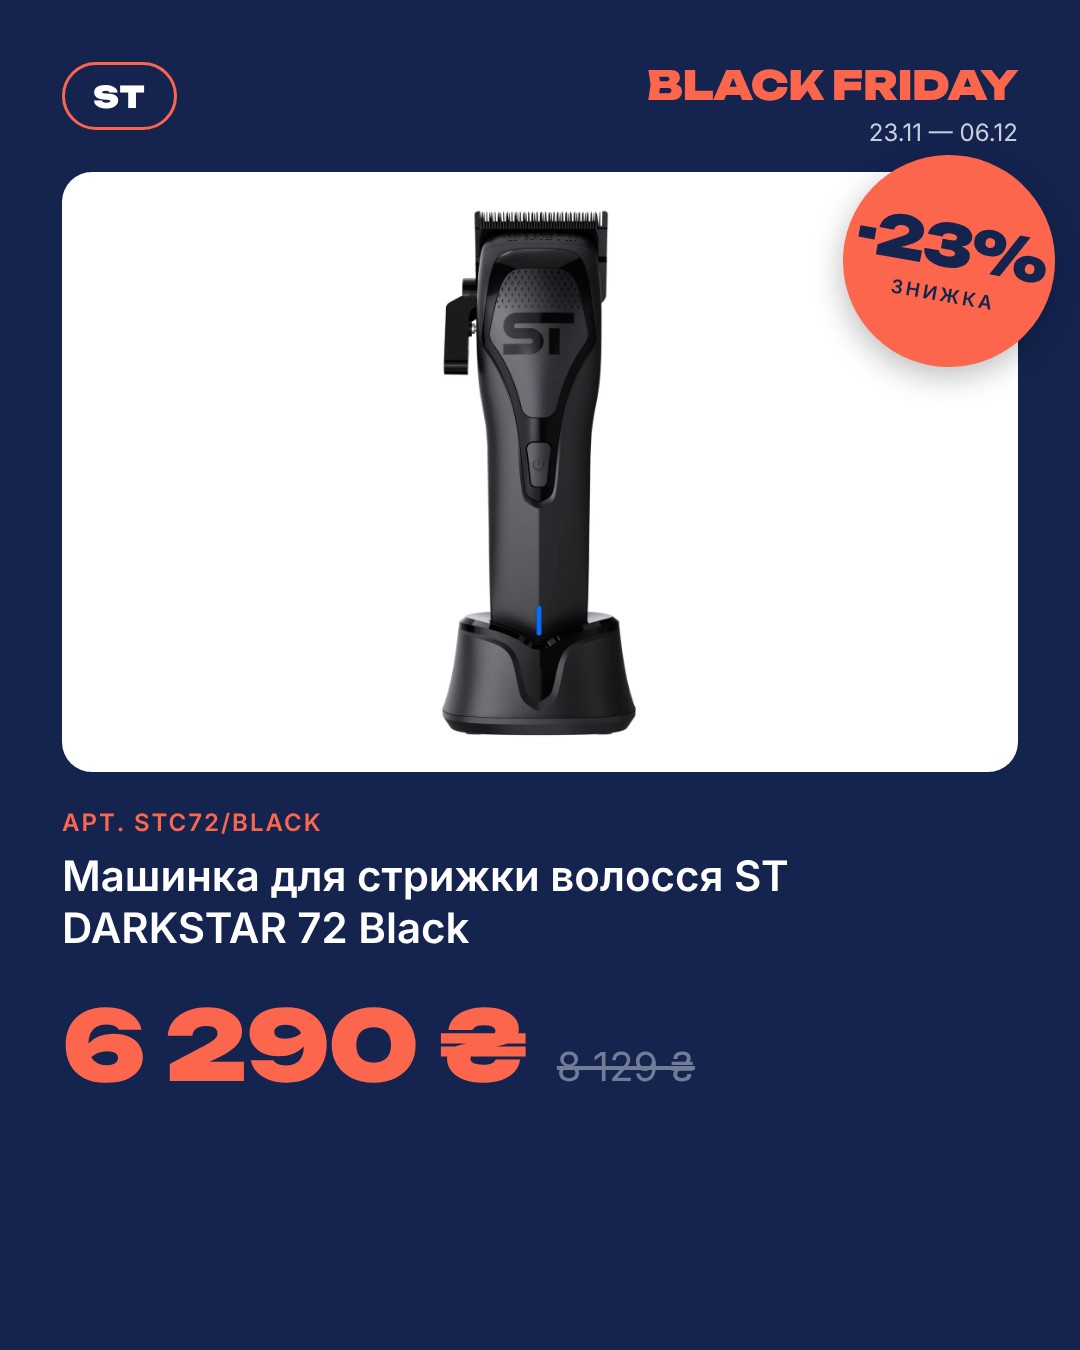 ST
BLACK FRIDAY
23.11 — 06.12
-23%
ЗНИЖКА
ST
АРТ. STC72/BLACK
Машинка для стрижки волосся ST
DARKSTAR 72 Black
6 290 ₴
8 129 ₴